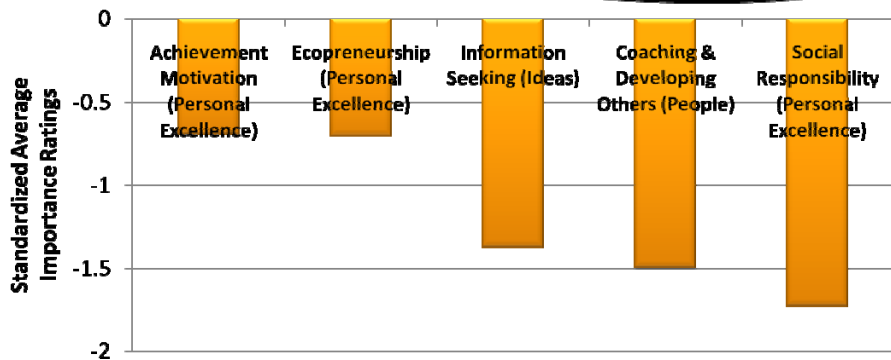 0
-0.5
-1
-1.5
-2
Standardized Average
Importance Ratings
Achievement
Motivation
(Personal
Excellence)
Ecopreneurship
(Personal
Excellence)
Information
Seeking (Ideas)
Coaching &
Developing
Others (People)
Social
Responsibility
(Personal
Excellence)